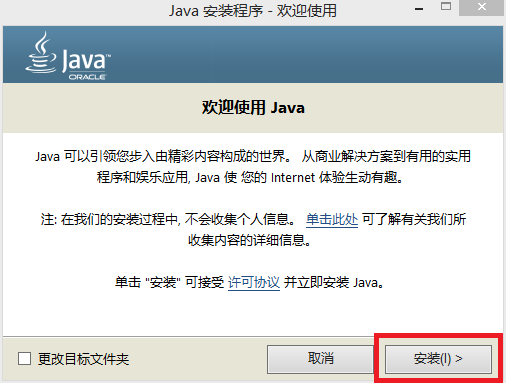 Java 安装程序 - 欢迎使用
Java™
ORACLE
欢迎使用 Java
Java 可以引领您步入由精彩内容构成的世界。 从商业解决方案到有用的实用
程序和娱乐应用, Java 使 您的 Internet 体验生动有趣。
注: 在我们的安装过程中, 不会收集个人信息。 单击此处 可了解有关我们所
收集内容的详细信息。
单击 "安装" 可接受 许可协议 并立即安装 Java。
更改目标文件夹
取消
安装(I) >